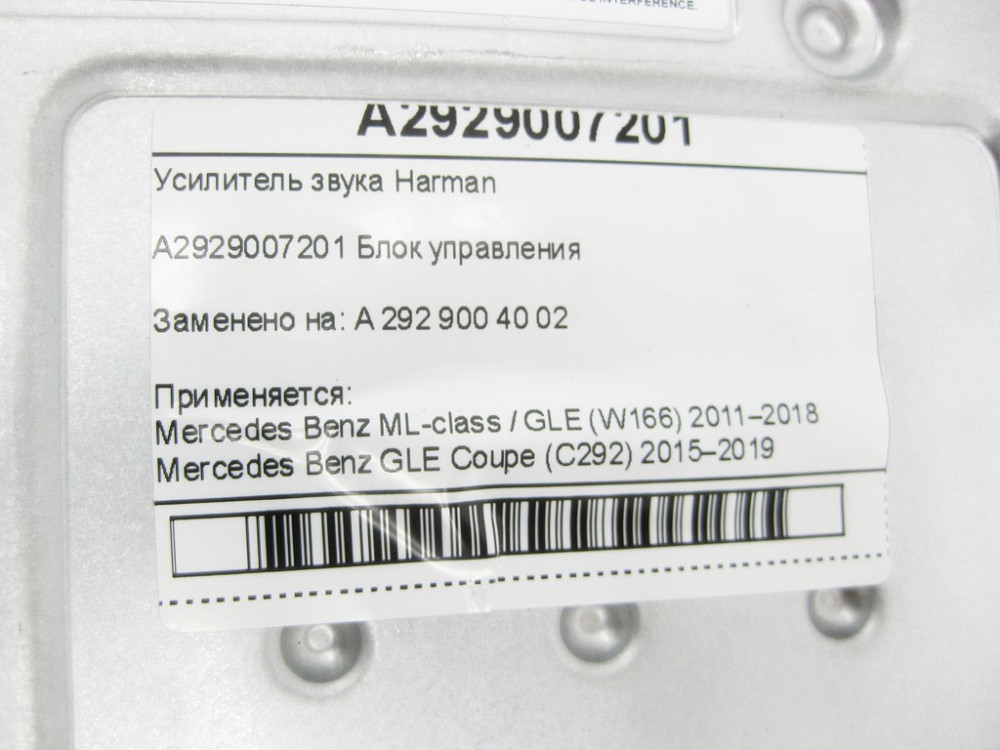 INTERFERENCE.
A2929007201
Усилитель звука Harman
A2929007201 Блок управления
Заменено на: A 292 900 40 02
Применяется:
Mercedes Benz ML-class / GLE (W166) 2011–2018
Mercedes Benz GLE Coupe (C292) 2015–2019